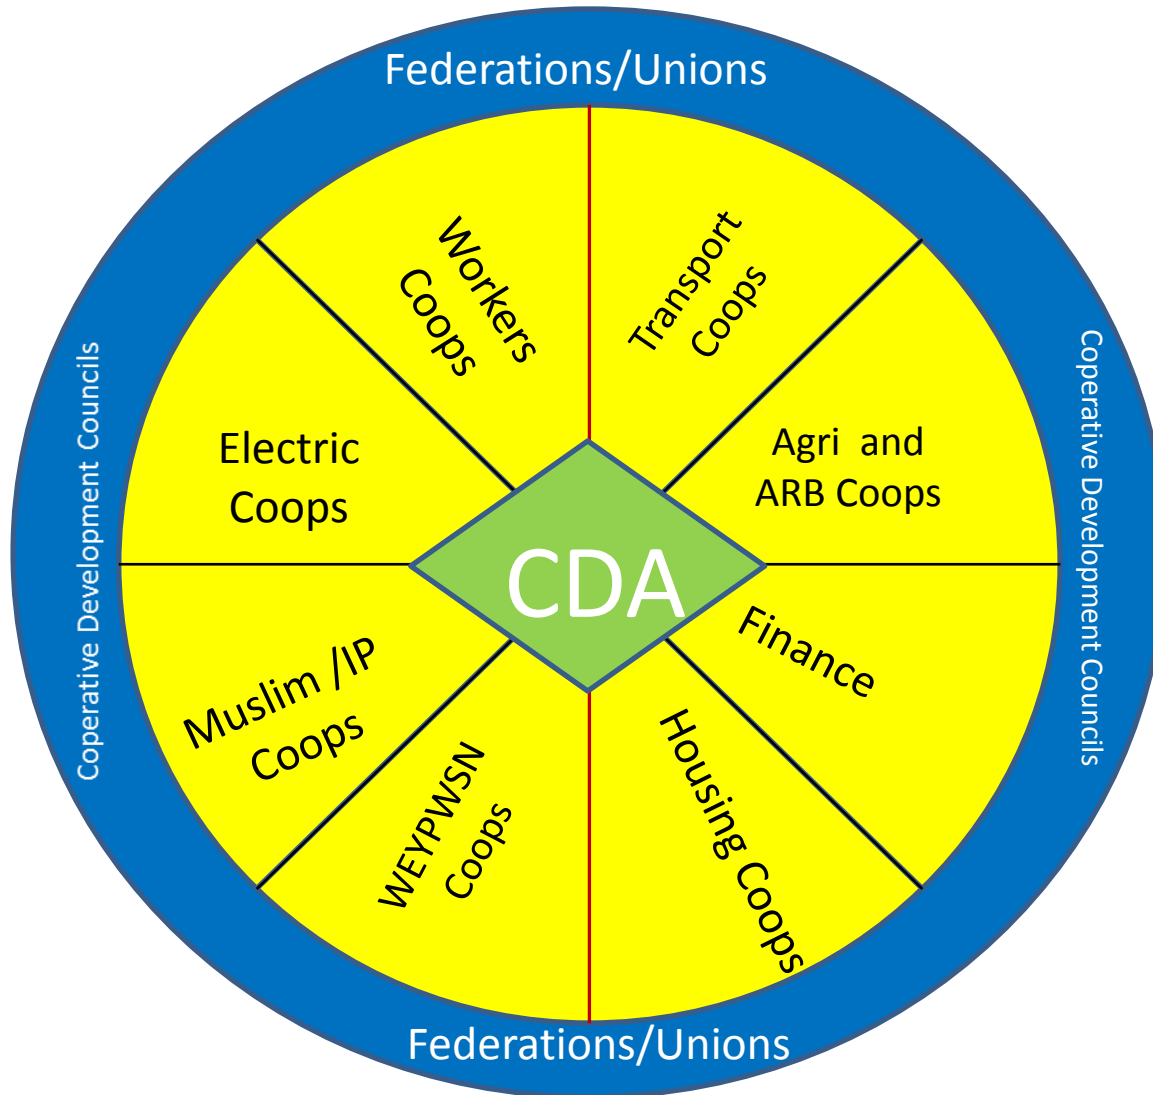 Federations/Unions
Workers
Coops
Transport
Coops
Electric
Coops
Agri and
ARB Coops
Coperative Development Councils
Coperative Development Councils
CDA
Muslim /IP
Coops
Finance
WEYPWSN
Coops
Housing Coops
Federations/Unions